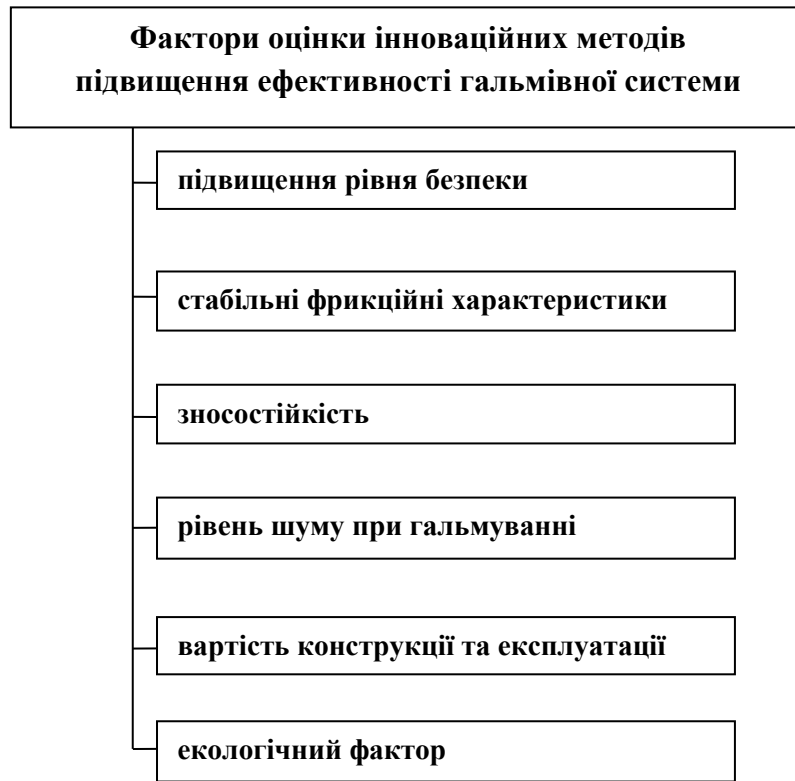 Фактори оцінки інноваційних методів
підвищення ефективності гальмівної системи
підвищення рівня безпеки
стабільні фрикційні характеристики
зносостійкість
рівень шуму при гальмуванні
вартість конструкції та експлуатації
екологічний фактор